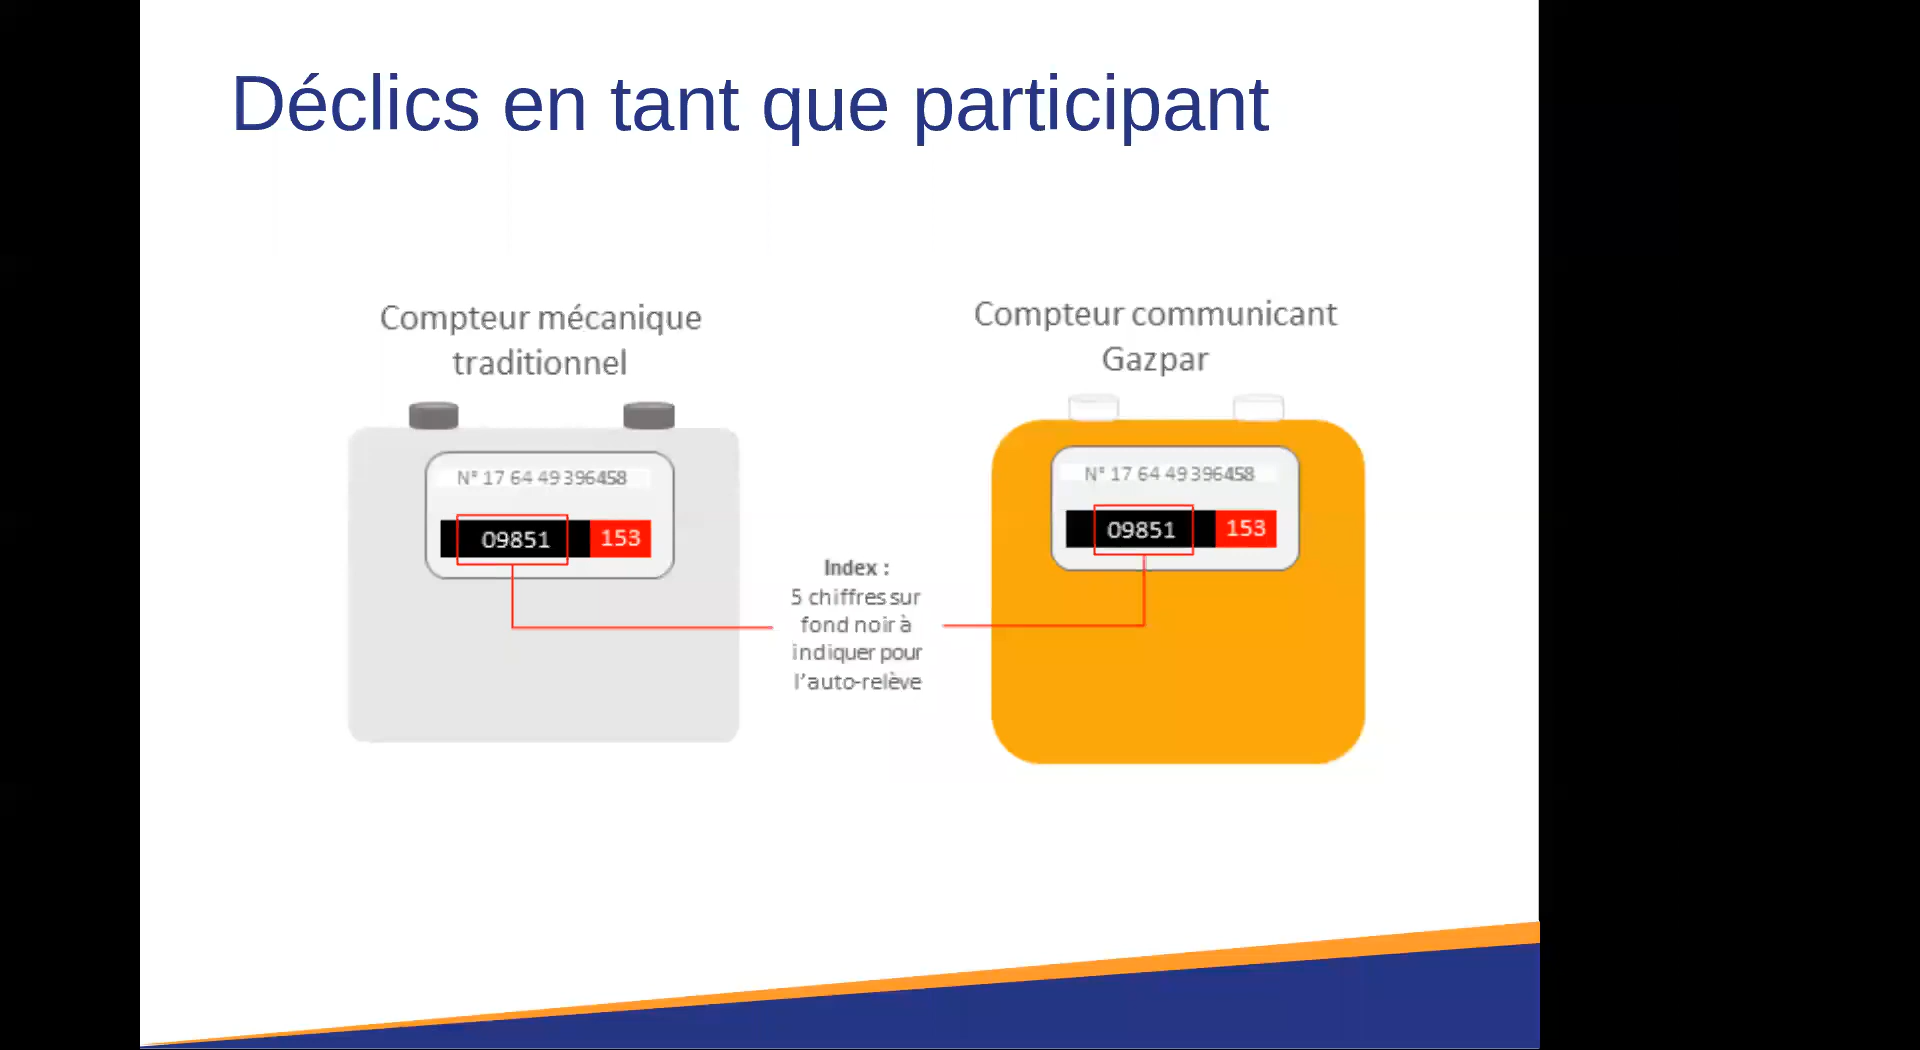 Déclics en tant que participant
Compteur mécanique
traditionnel
N° 17 64 49 396458
09851 153
Compteur communicant
Gazpar
N° 17 64 49 396458
09851 153
Index :
5 chiffres sur
fond noir à
indiquer pour
l'auto-relève